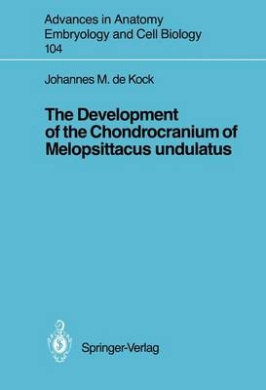 Advances in Anatomy
Embryology and Cell Biology
104
Johannes M. de Kock
The Development
of the Chondrocranium of
Melopsittacus undulatus
Springer-Verlag